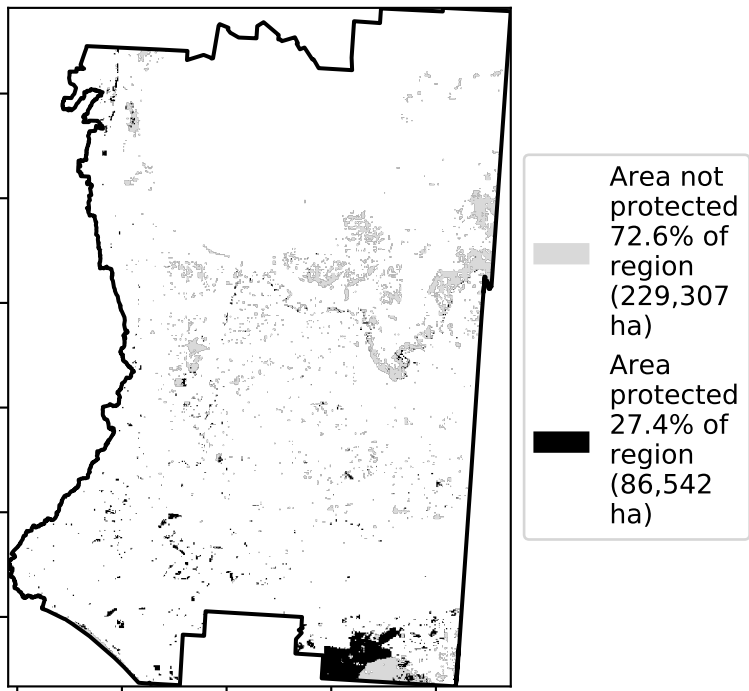 Area not
protected
72.6% of
region
(229,307
ha)
Area
protected
27.4% of
region
(86,542
ha)